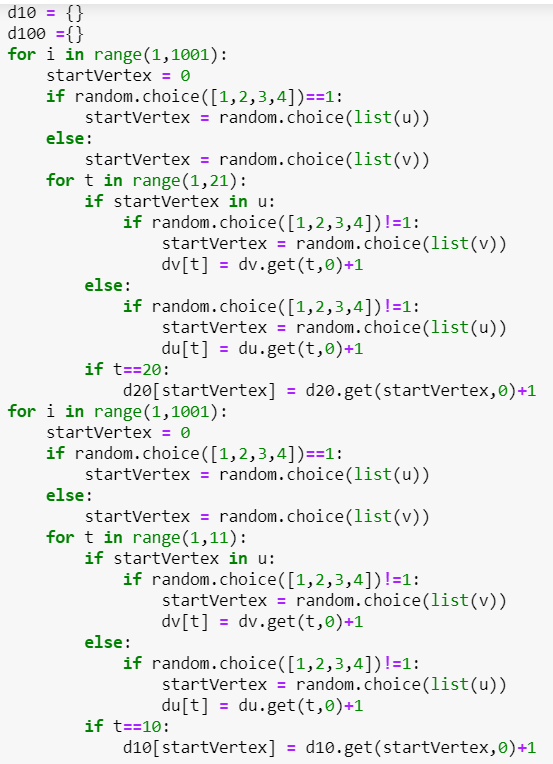 d10 = {}
d100 ={}
for i in range(1,1001):
    startVertex = 0
    if random.choice([1,2,3,4])==1:
        startVertex = random.choice(list(u))
    else:
        startVertex = random.choice(list(v))
    for t in range(1,21):
        if startVertex in u:
            if random.choice([1,2,3,4])!=1:
                startVertex = random.choice(list(v))
                dv[t] = dv.get(t,0)+1
        else:
            if random.choice([1,2,3,4])!=1:
                startVertex = random.choice(list(u))
                du[t] = du.get(t,0)+1
        if t==20:
            d20[startVertex] = d20.get(startVertex,0)+1
for i in range(1,1001):
    startVertex = 0
    if random.choice([1,2,3,4])==1:
        startVertex = random.choice(list(u))
    else:
        startVertex = random.choice(list(v))
    for t in range(1,11):
        if startVertex in u:
            if random.choice([1,2,3,4])!=1:
                startVertex = random.choice(list(v))
                dv[t] = dv.get(t,0)+1
        else:
            if random.choice([1,2,3,4])!=1:
                startVertex = random.choice(list(u))
                du[t] = du.get(t,0)+1
        if t==10:
            d10[startVertex] = d10.get(startVertex,0)+1